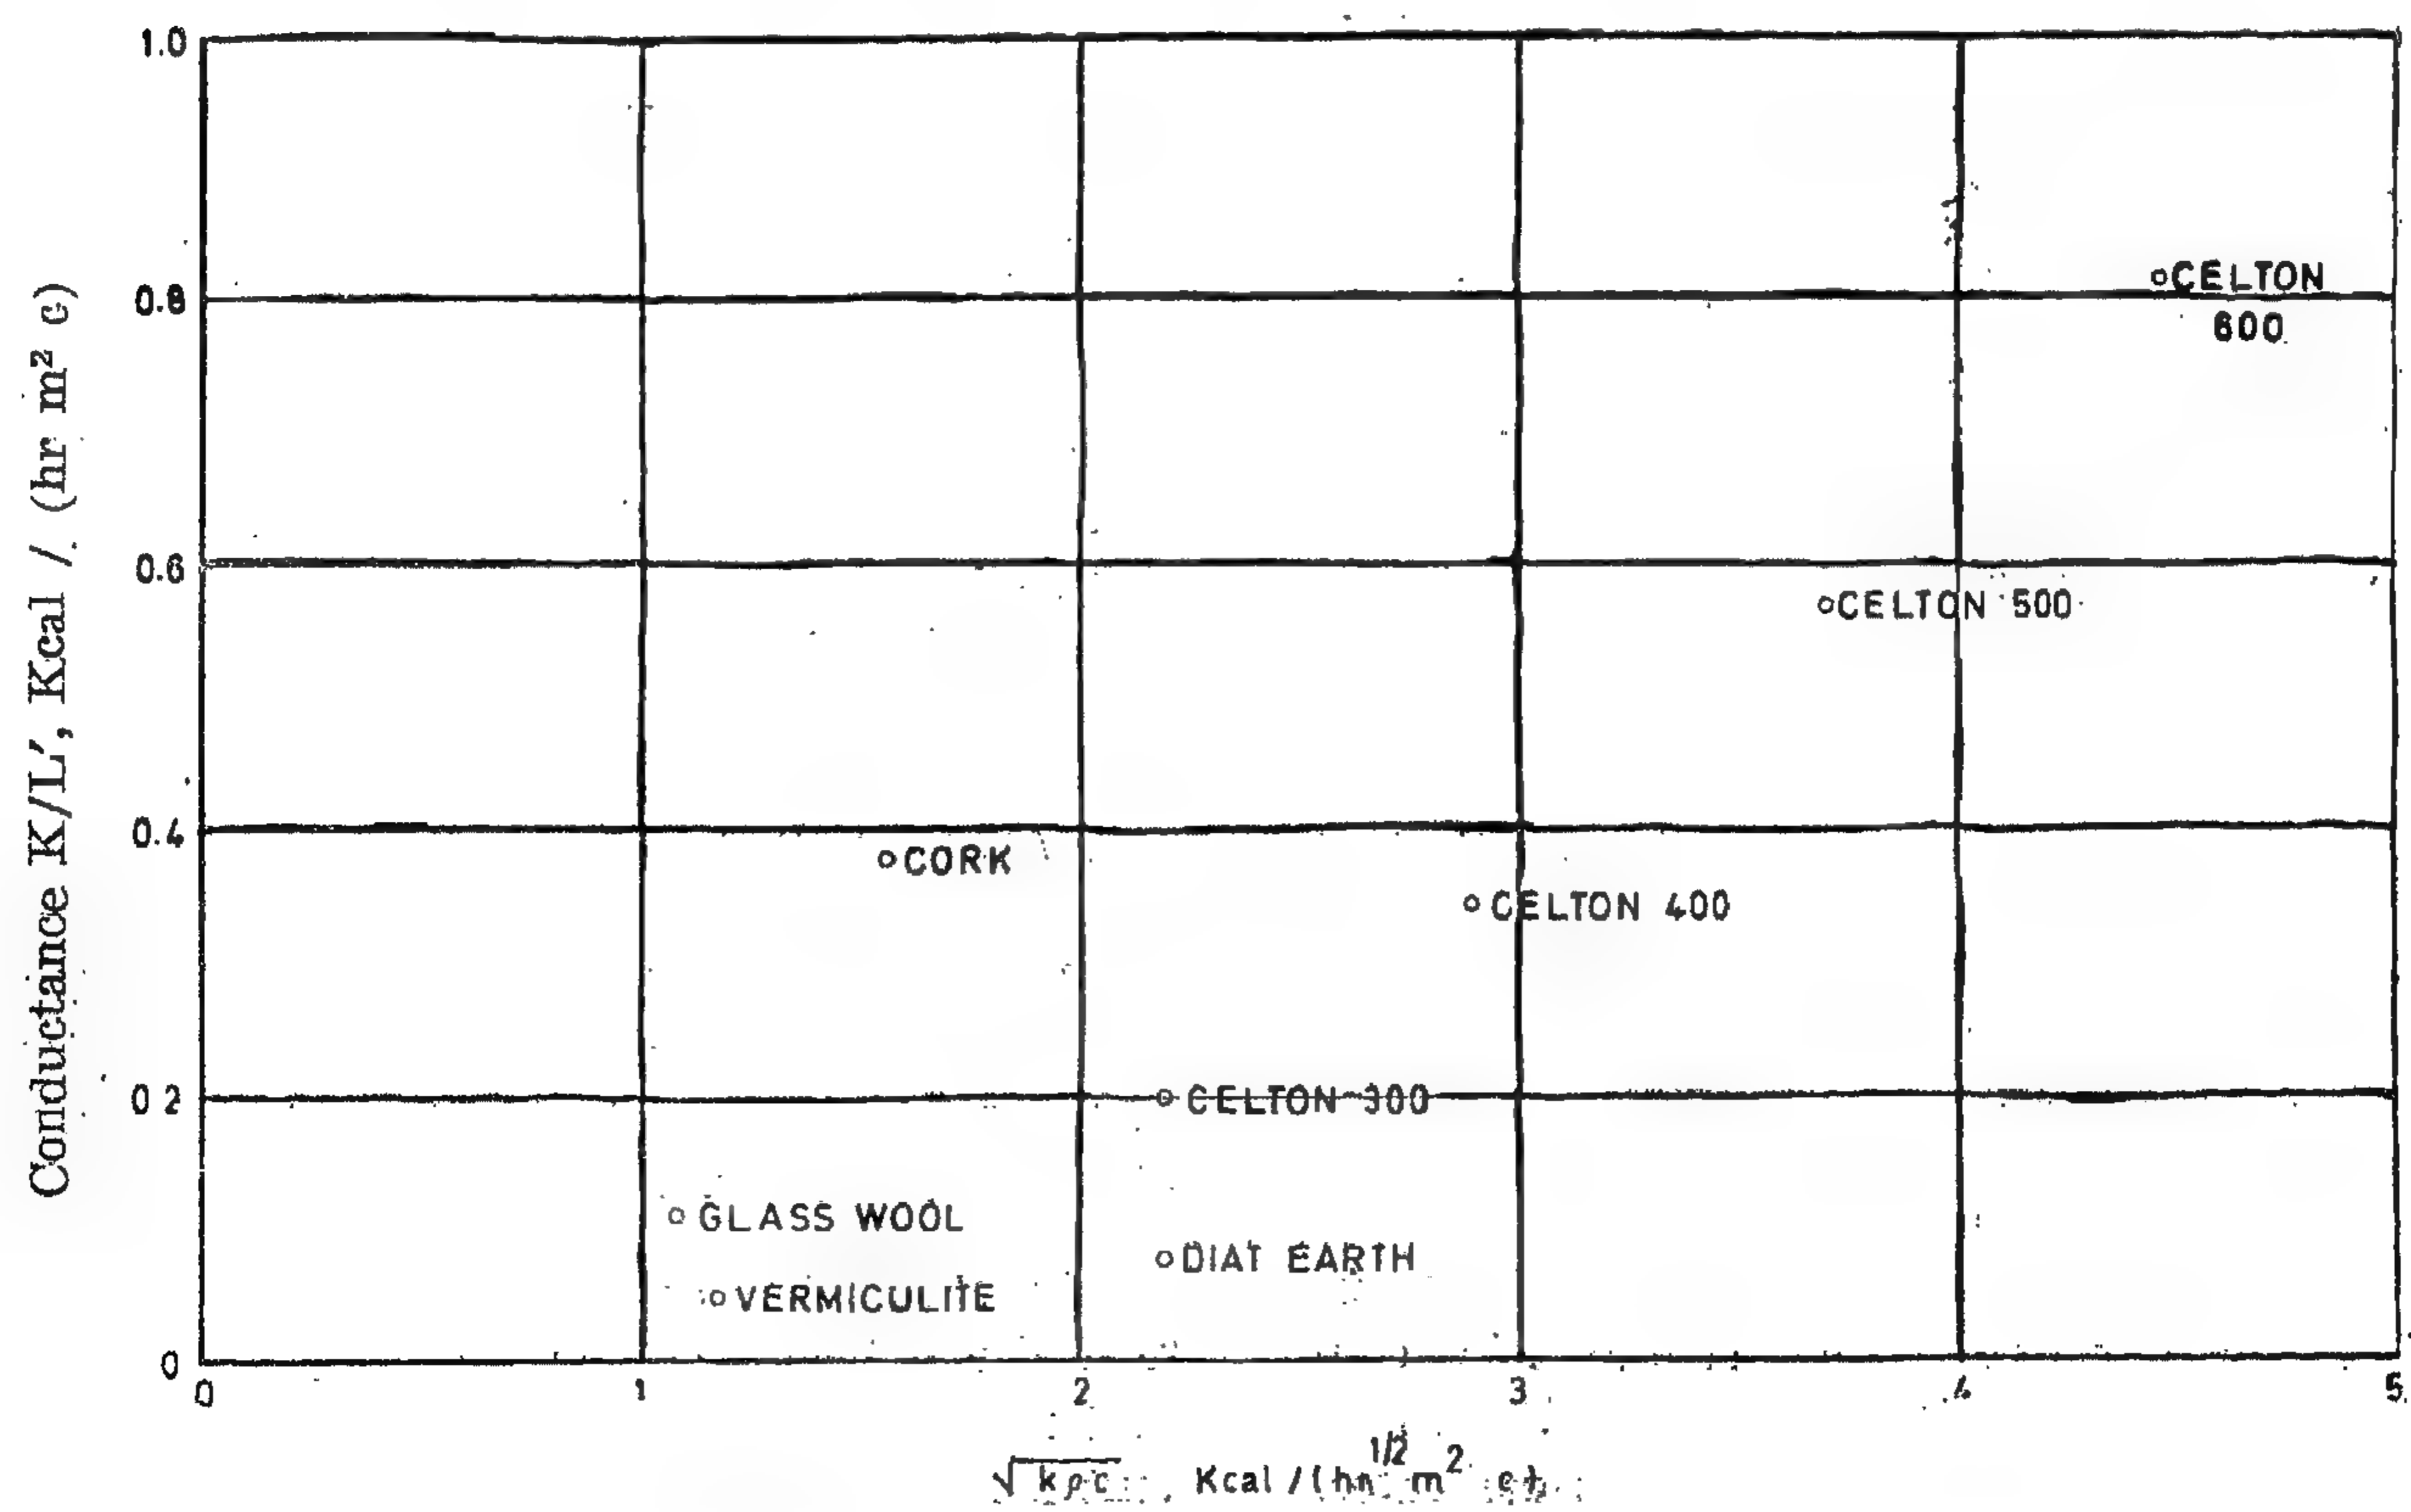 1.0
0.8
0.6
0.4
0 2
0
Conductance K/L′, Kcal / (hr m² c)
CELTON
600
CELTON 500
CORK
CELTON 400
CELTON 300
GLASS WOOL
DIAT EARTH
VERMICULITE
0 1 2 3 4 5
√kρc , Kcal /(hr 1/2 m² c)